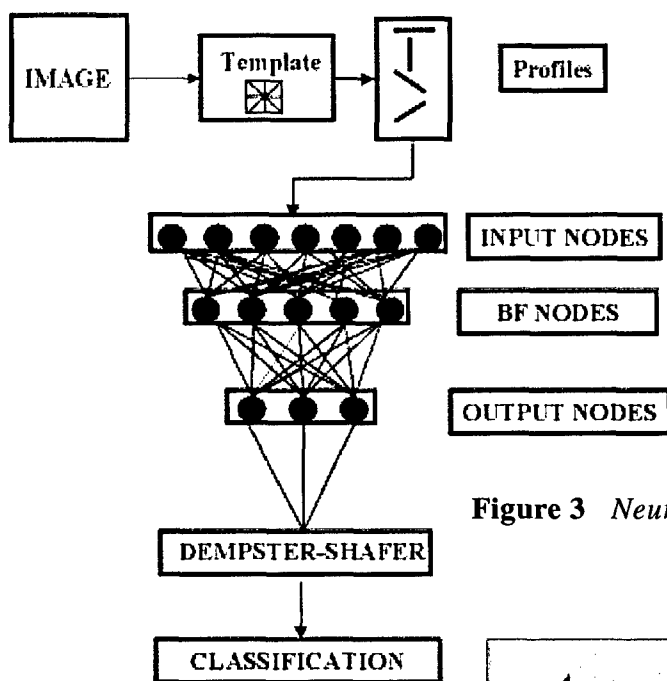 IMAGE
Template
Profiles
INPUT NODES
BF NODES
OUTPUT NODES
Figure 3 Neur
DEMPSTER-SHAFER
CLASSIFICATION